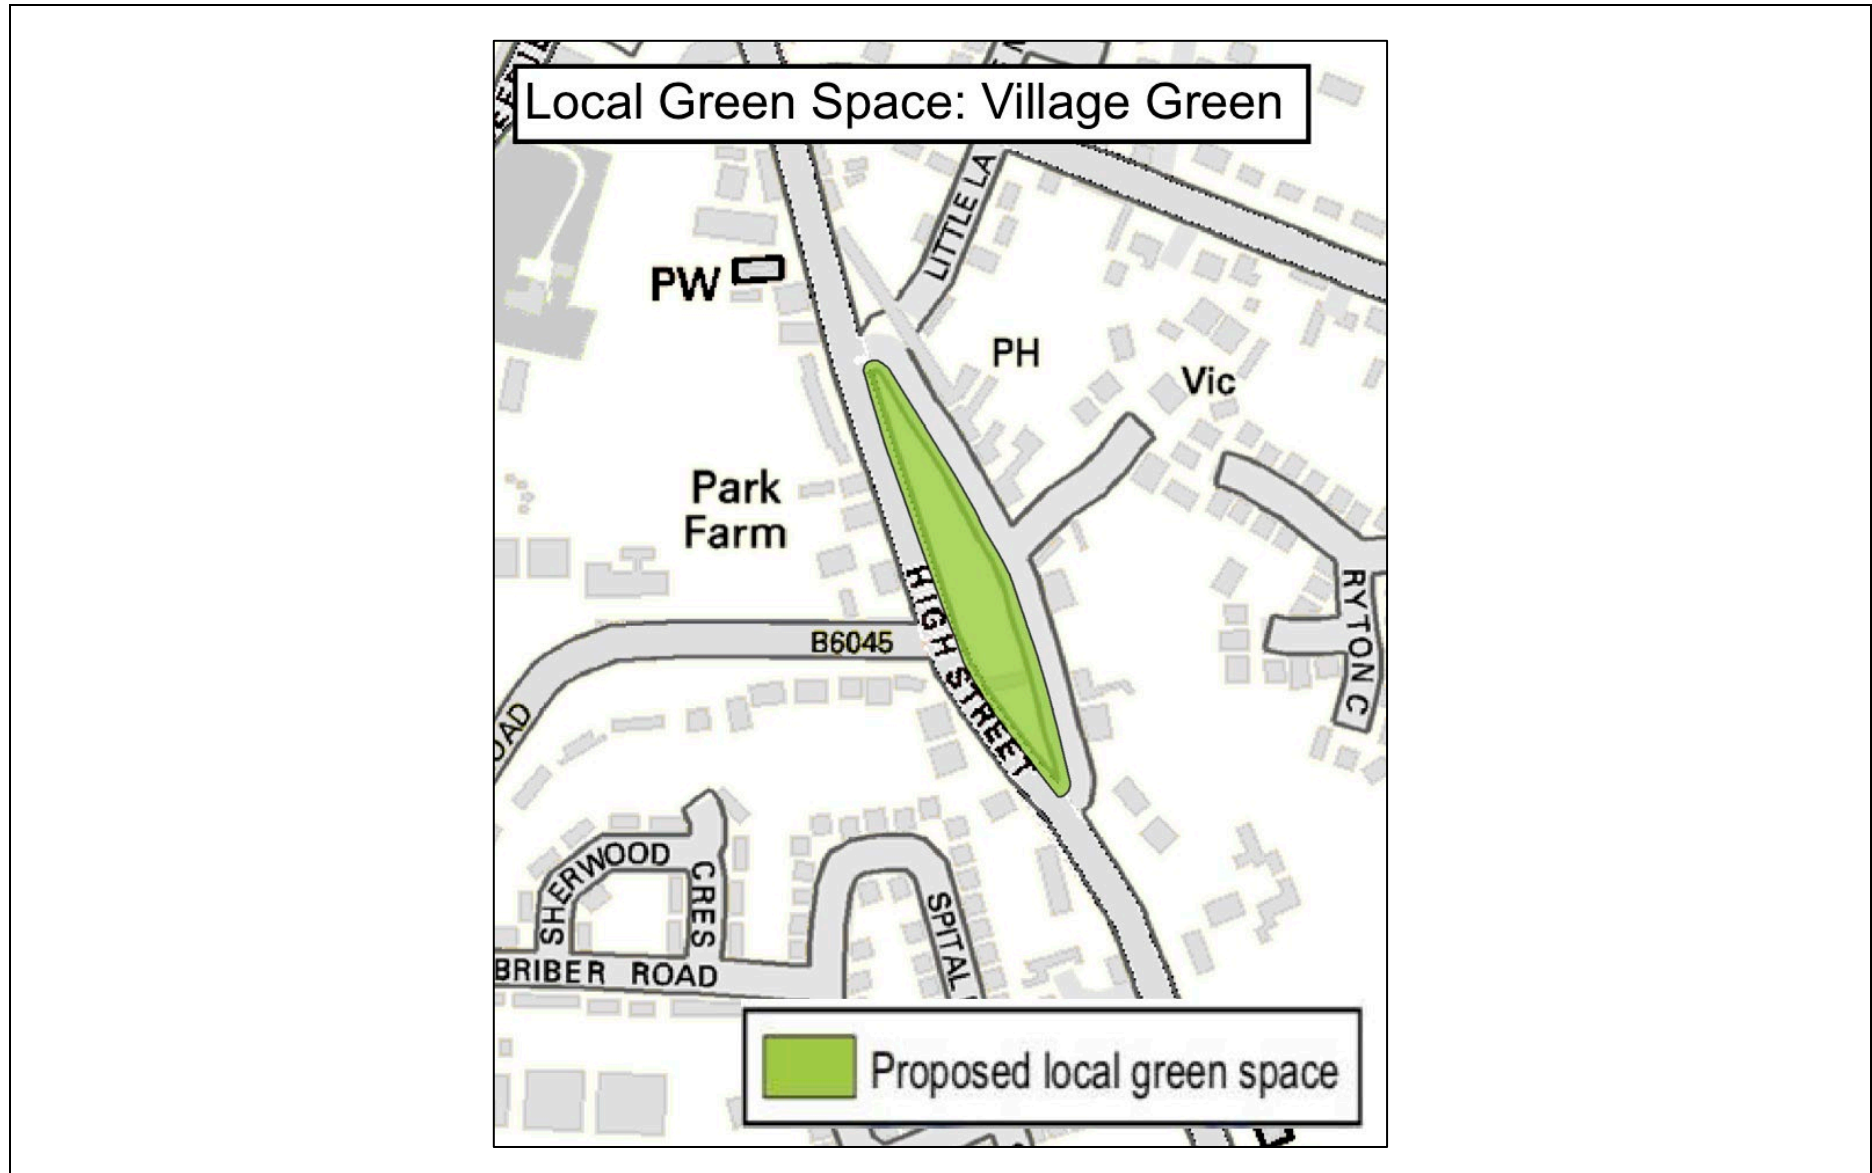 Local Green Space: Village Green
LITTLE LA
PW
PH
Vic
Park
Farm
HIGH STREET
B6045
RYTON C
OAD
SHERWOOD
CRES
SPITAL
BRIBER ROAD
Proposed local green space